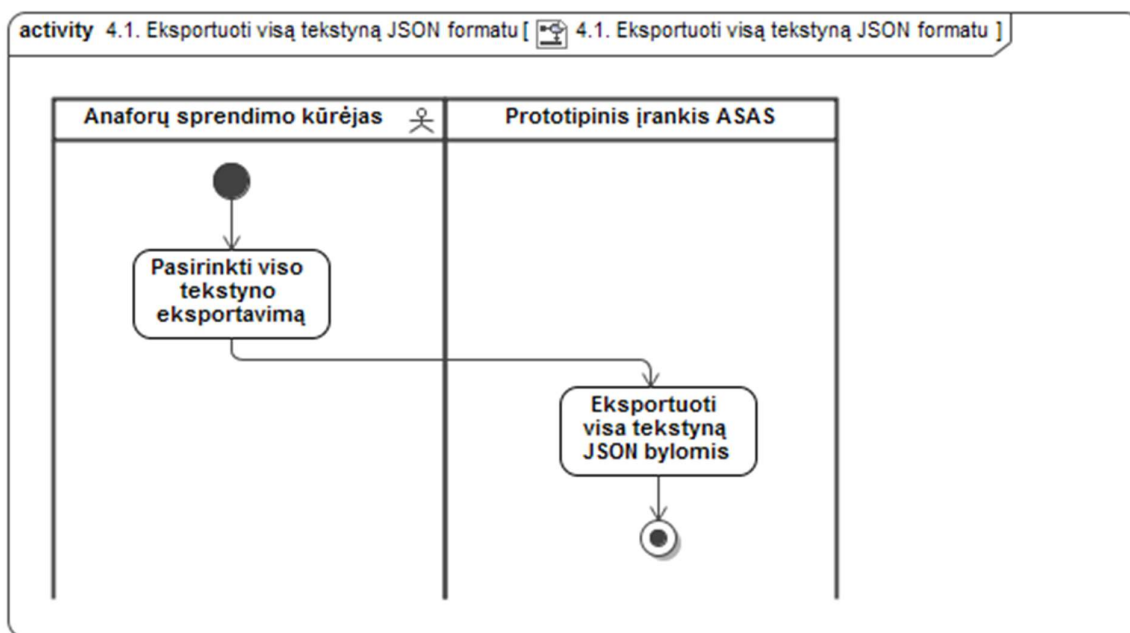 activity 4.1. Eksportuoti visą tekstyną JSON formatu [ 4.1. Eksportuoti visą tekstyną JSON formatu ]
Anaforų sprendimo kūrėjas
Prototipinis įrankis ASAS
Pasirinkti viso
tekstyno
eksportavimą
Eksportuoti
visa tekstyną
JSON bylomis